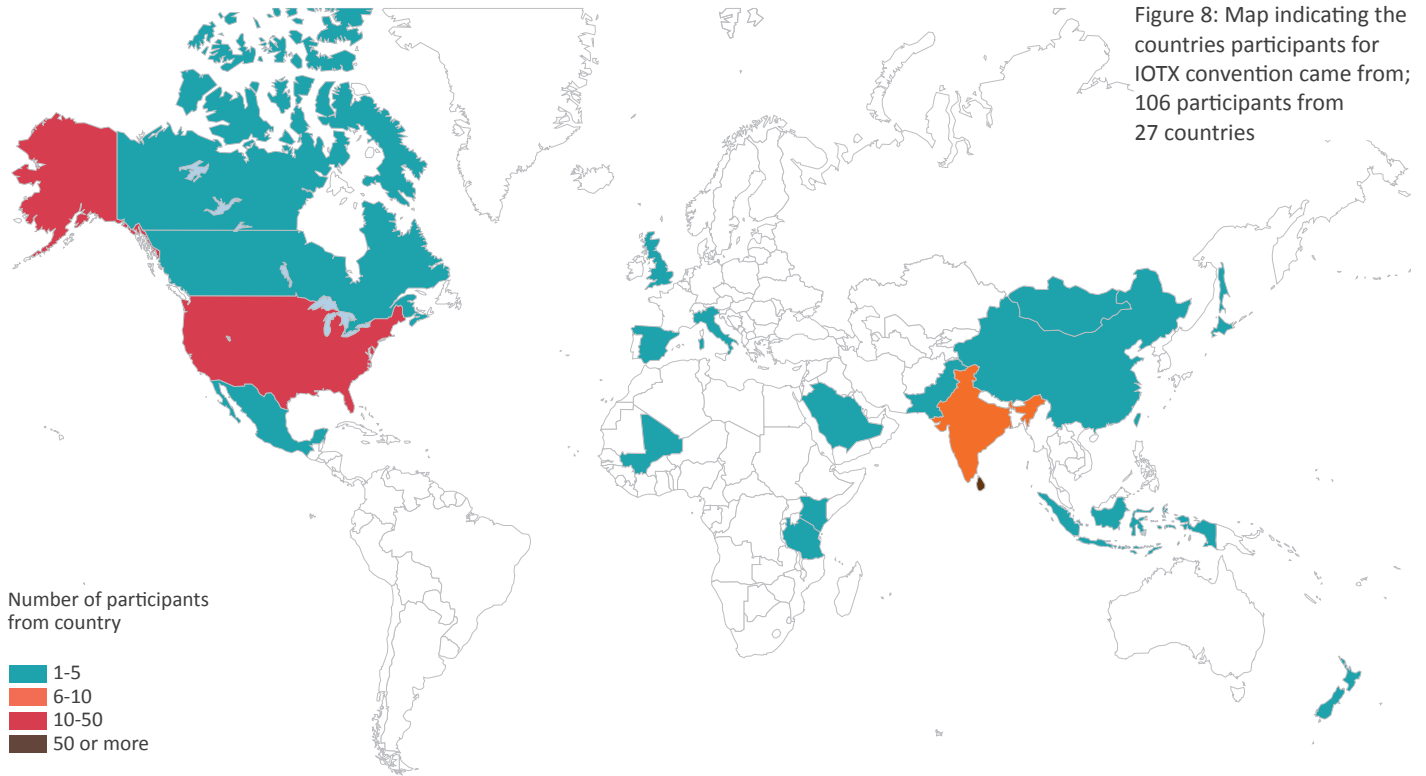 Figure 8: Map indicating the
countries participants for
IOTX convention came from;
106 participants from
27 countries
Number of participants
from country
1-5
6-10
10-50
50 or more